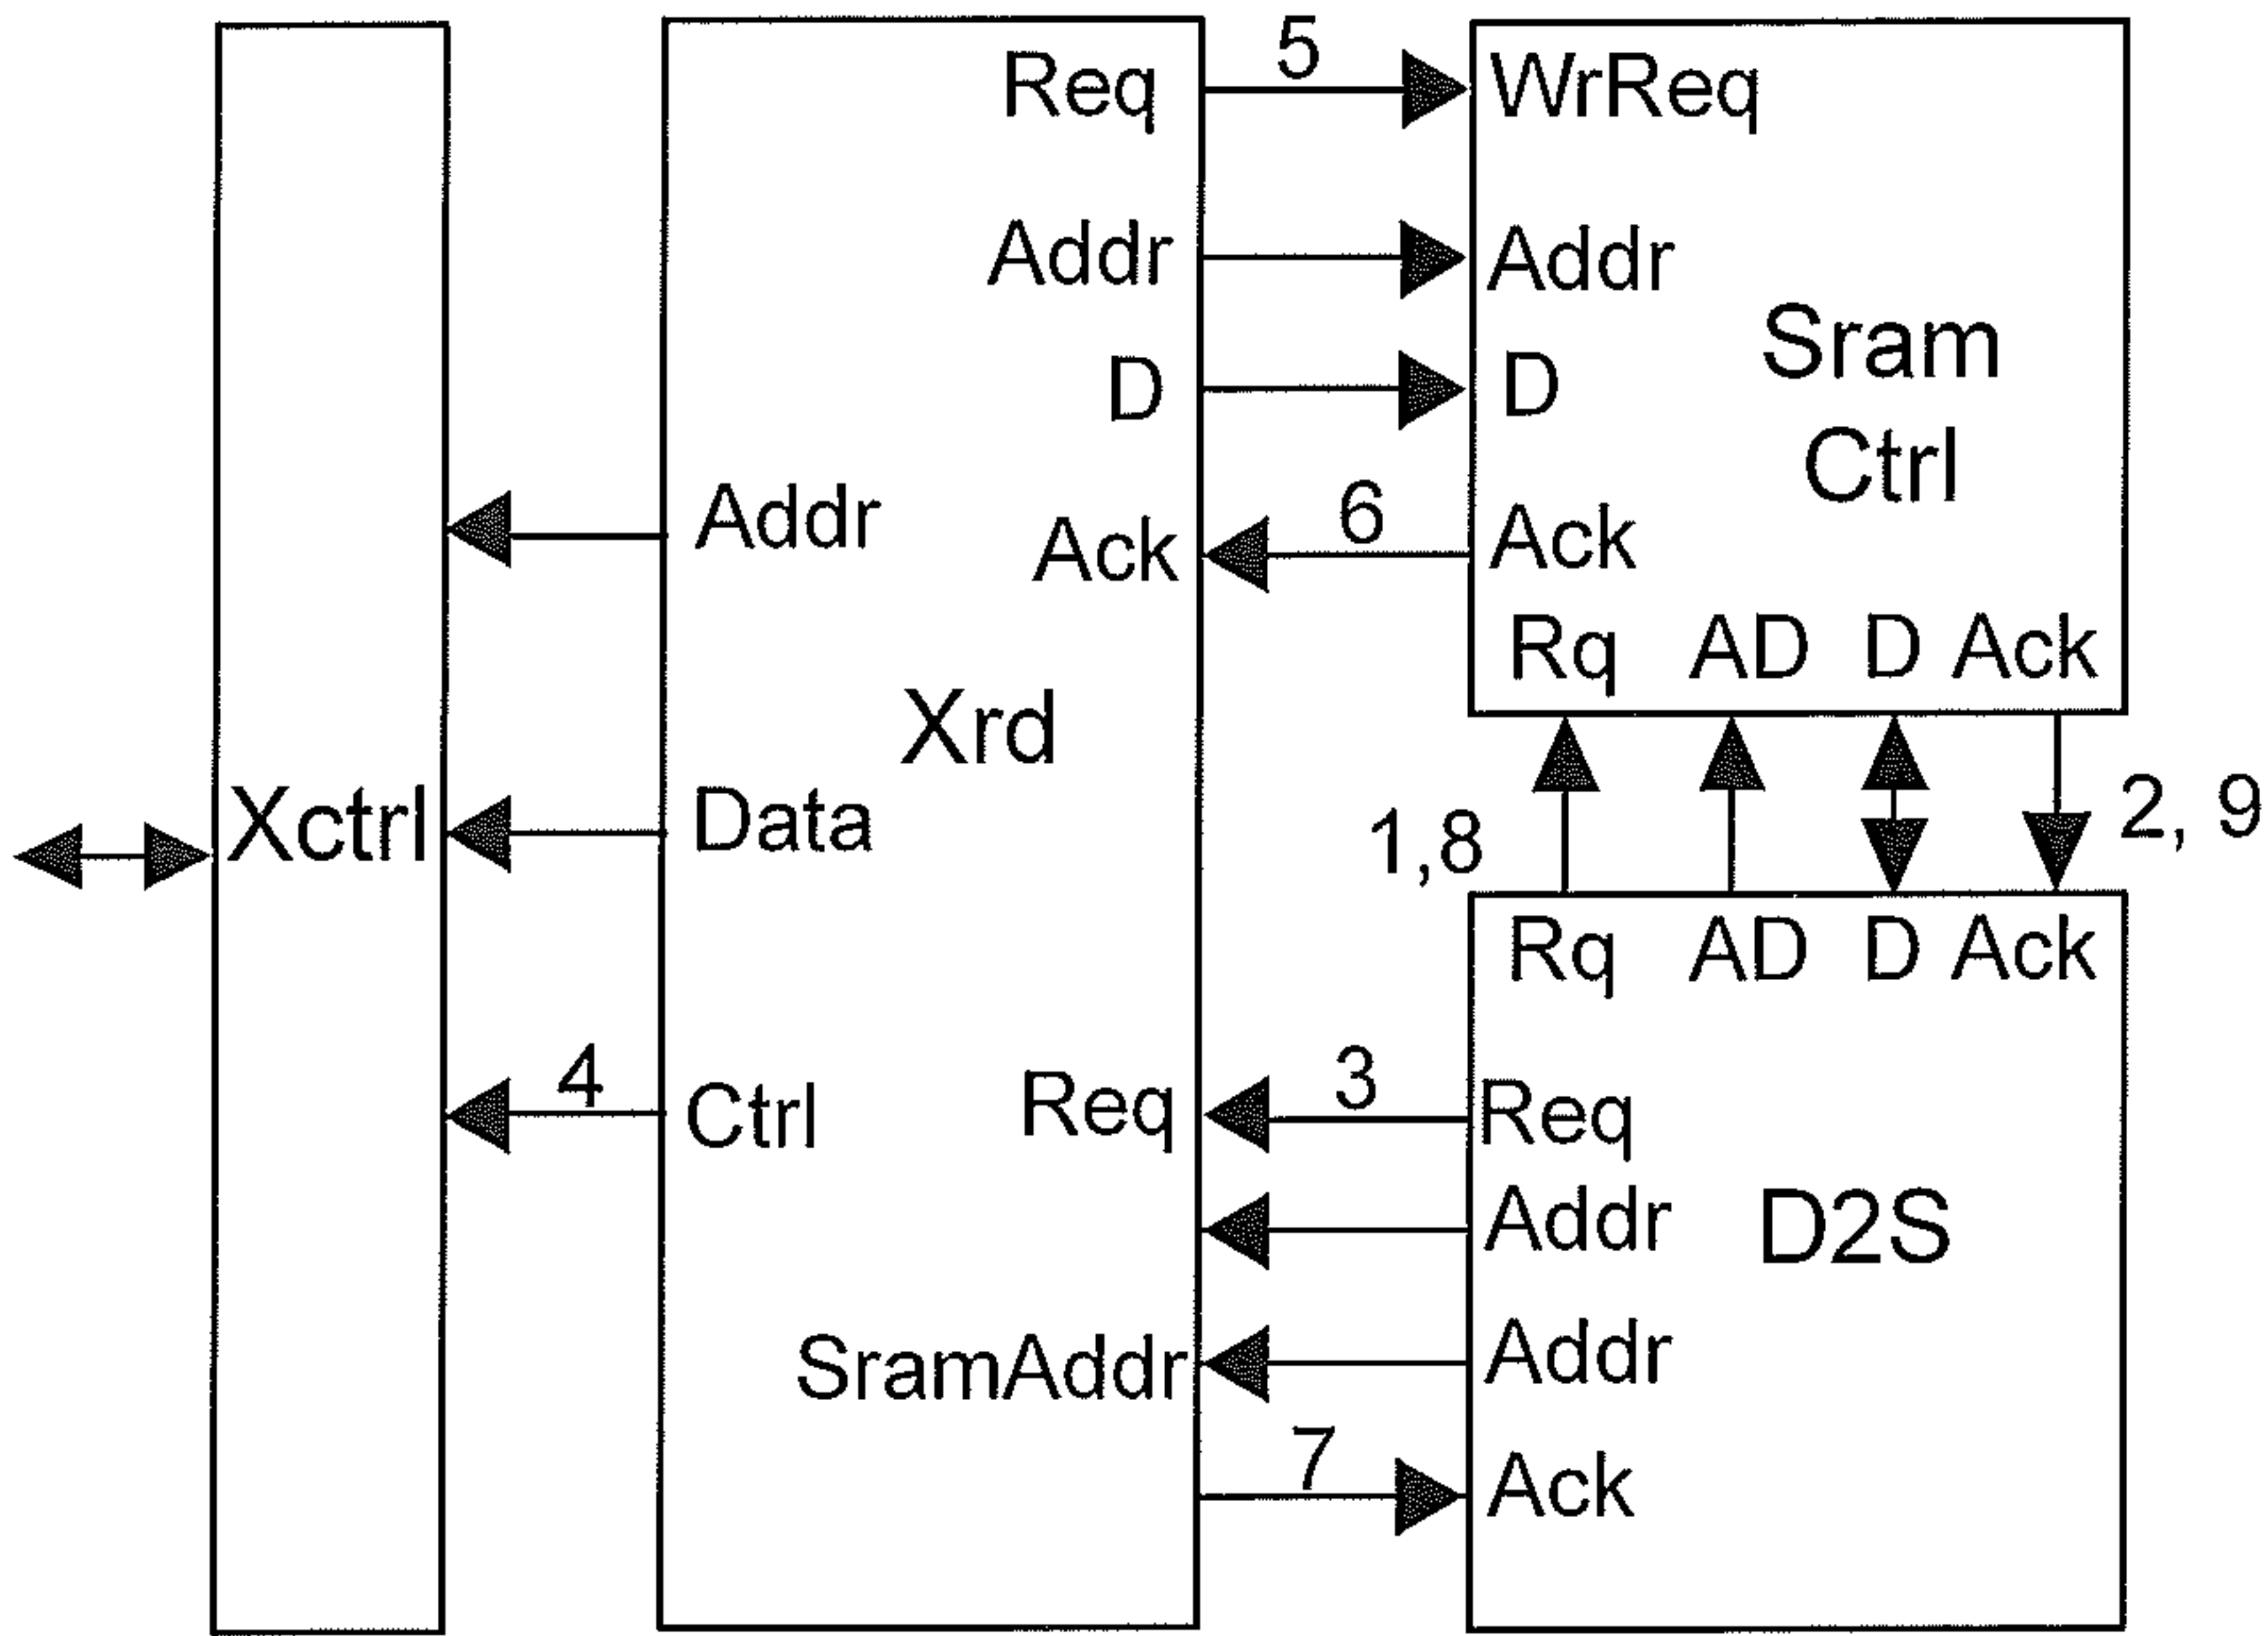 Req 5 WrReq
Addr Addr
D D
Sram
Ctrl
Addr Ack 6 Ack
Rq AD D Ack
Xrd
Xctrl Data 1,8 2, 9
Rq AD D Ack
4 Ctrl Req 3 Req
Addr
D2S
SramAddr Addr
7 Ack